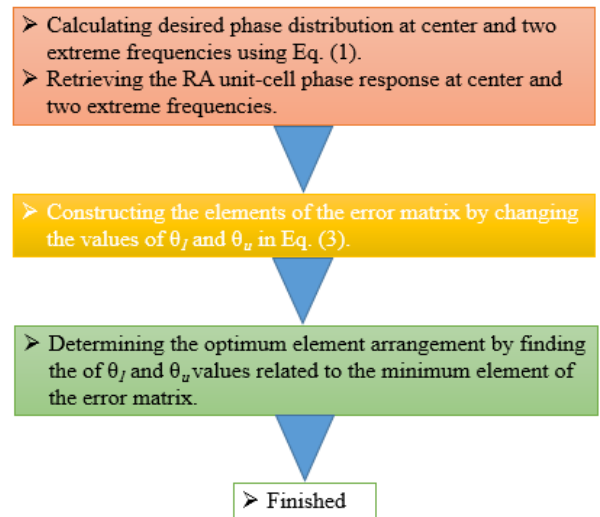 ➢ Calculating desired phase distribution at center and two
extreme frequencies using Eq. (1).
➢ Retrieving the RA unit-cell phase response at center and
two extreme frequencies.
➢ Constructing the elements of the error matrix by changing
the values of θl and θu in Eq. (3).
➢ Determining the optimum element arrangement by finding
the of θl and θu values related to the minimum element of
the error matrix.
➢ Finished